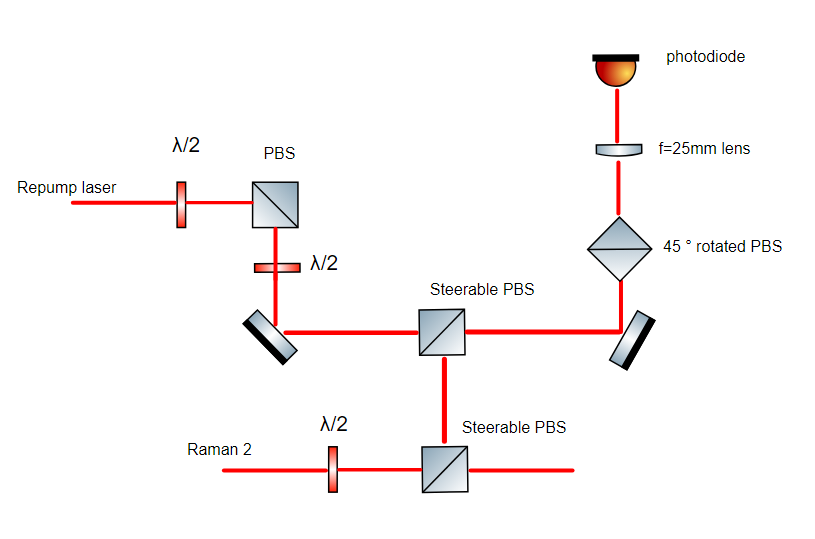 photodiode
λ/2
PBS
f=25mm lens
Repump laser
45 ° rotated PBS
λ/2
Steerable PBS
λ/2
Steerable PBS
Raman 2